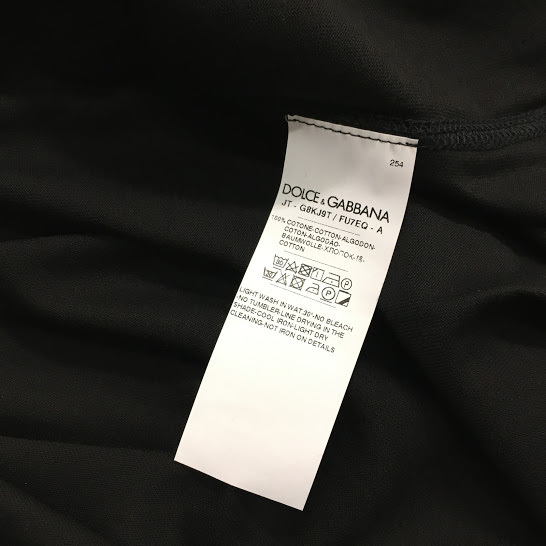 254
DOLCE & GABBANA
JT - G8KJ9T / FU7EQ - A
100% COTONE-COTTON-ALGODON-
COTON-ALGODÃO-
BAUMWOLLE-ХЛОПОК-棉-
COTTON
LIGHT WASH IN WAT 30°-NO BLEACH
-NO TUMBLER-LINE DRYING IN THE
SHADE-COOL IRON-LIGHT DRY
CLEANING-NOT IRON ON DETAILS